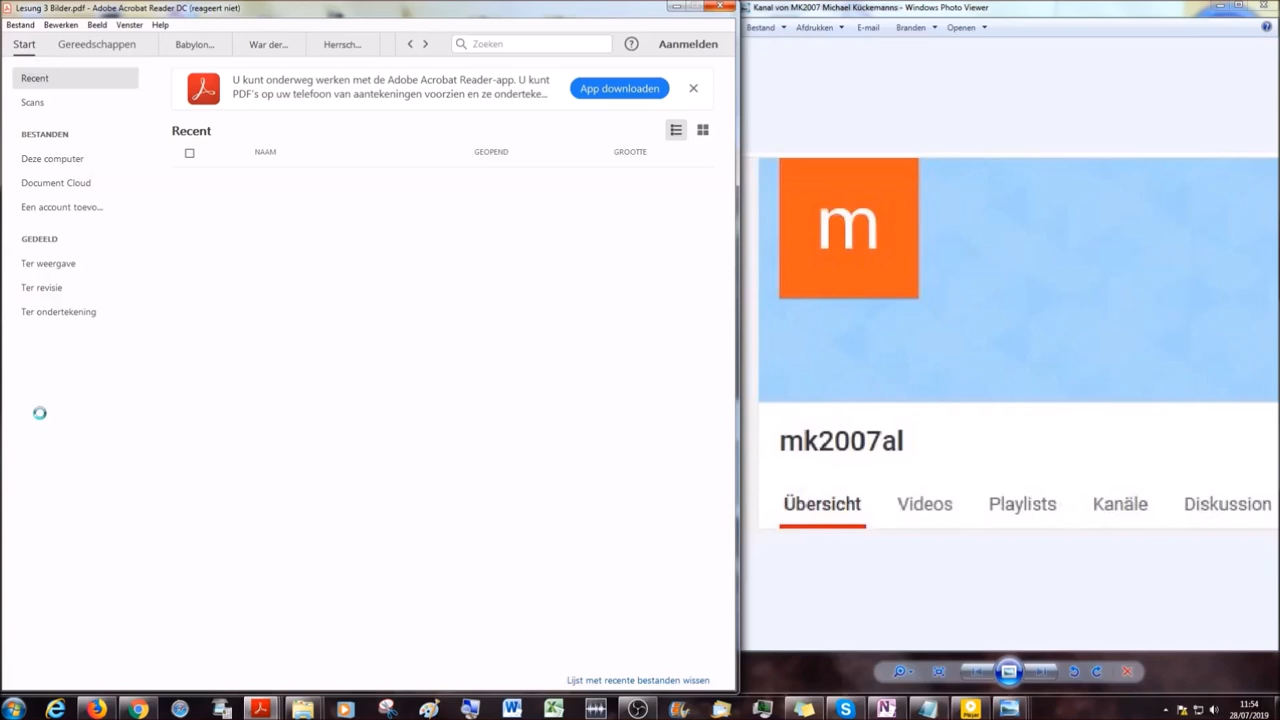 Lesung 3 Bilder.pdf - Adobe Acrobat Reader DC (reageert niet)
Bestand Bewerken Beeld Venster Help
Start Gereedschappen Babylon... War der... Herrsch... Zoeken ? Aanmelden
Recent
Scans
BESTANDEN
Deze computer
Document Cloud
Een account toevo...
GEDEELD
Ter weergave
Ter revisie
Ter ondertekening
U kunt onderweg werken met de Adobe Acrobat Reader-app. U kunt
PDF's op uw telefoon van aantekeningen voorzien en ze onderteke...
App downloaden
Recent
NAAM GEOPEND GROOTTE
Lijst met recente bestanden wissen
Kanal von MK2007 Michael Kückemanns - Windows Photo Viewer
Bestand Afdrukken E-mail Branden Openen
m
mk2007al
Übersicht Videos Playlists Kanäle Diskussion
11:54
28/07/2019